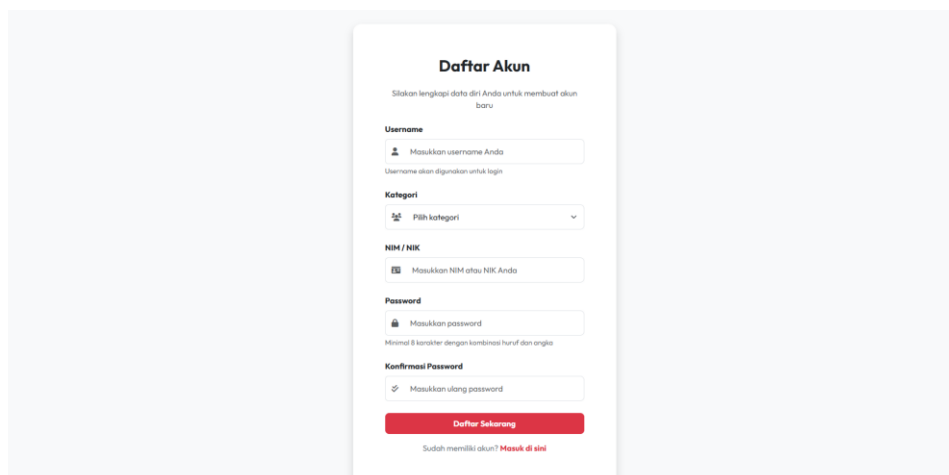 Daftar Akun
Silakan lengkapi data diri Anda untuk membuat akun
baru
Username
Masukkan username Anda
Username akan digunakan untuk login
Kategori
Pilih kategori
NIM / NIK
Masukkan NIM atau NIK Anda
Password
Masukkan password
Minimal 8 karakter dengan kombinasi huruf dan angka
Konfirmasi Password
Masukkan ulang password
Daftar Sekarang
Sudah memiliki akun? Masuk di sini